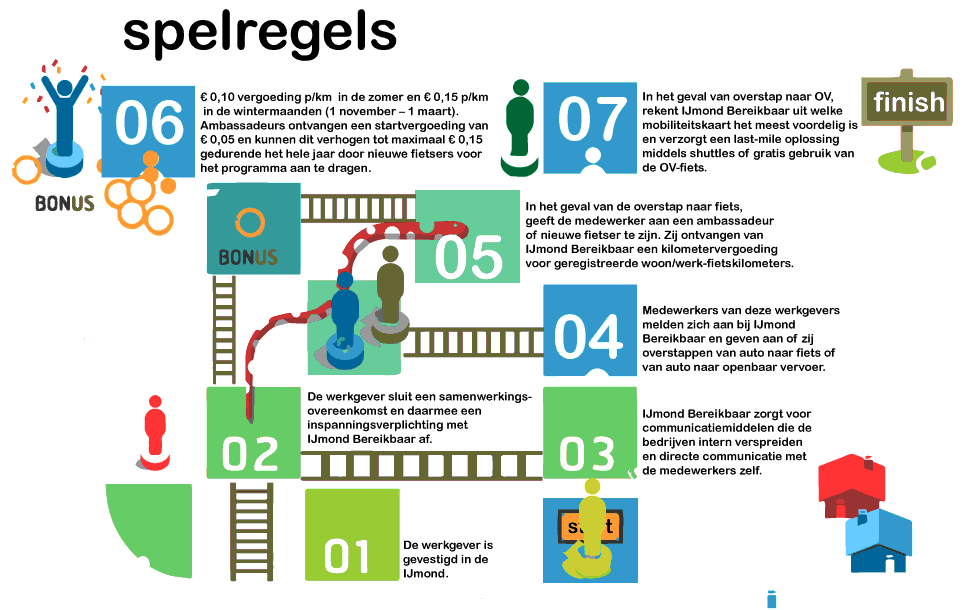 spelregels
06
€ 0,10 vergoeding p/km in de zomer en € 0,15 p/km
in de wintermaanden (1 november – 1 maart).
Ambassadeurs ontvangen een startvergoeding van
€ 0,05 en kunnen dit verhogen tot maximaal € 0,15
gedurende het hele jaar door nieuwe fietsers voor
het programma aan te dragen.
BONUS
07
In het geval van overstap naar OV,
rekent IJmond Bereikbaar uit welke
mobiliteitskaart het meest voordelig is
en verzorgt een last-mile oplossing
middels shuttles of gratis gebruik van
de OV-fiets.
finish
BONUS
05
In het geval van de overstap naar fiets,
geeft de medewerker aan een ambassadeur
of nieuwe fietser te zijn. Zij ontvangen van
IJmond Bereikbaar een kilometervergoeding
voor geregistreerde woon/werk-fietskilometers.
04
Medewerkers van deze werkgevers
melden zich aan bij IJmond
Bereikbaar en geven aan of zij
overstappen van auto naar fiets of
van auto naar openbaar vervoer.
02
De werkgever sluit een samenwerkings-
overeenkomst en daarmee een
inspanningsverplichting met
IJmond Bereikbaar af.
03
IJmond Bereikbaar zorgt voor
communicatiemiddelen die de
bedrijven intern verspreiden
en directe communicatie met
de medewerkers zelf.
01
De werkgever is
gevestigd in de
IJmond.
start